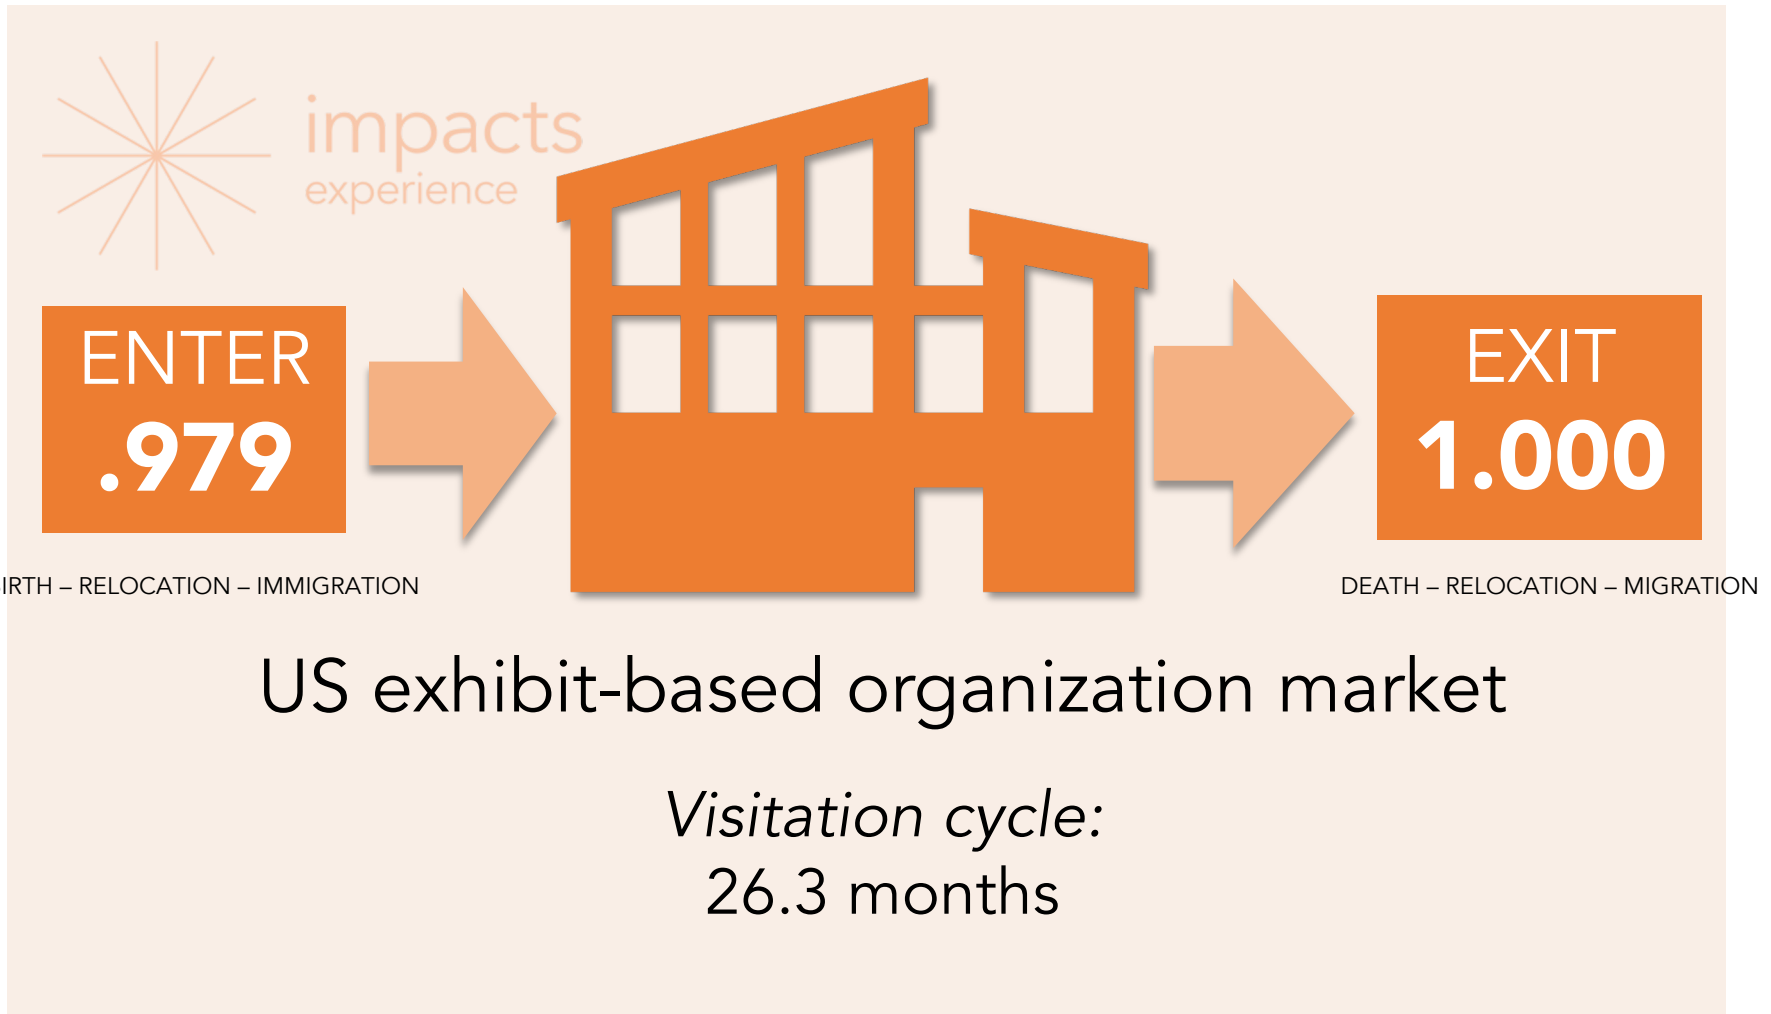 impacts
experience
ENTER
.979
EXIT
1.000
IRTH – RELOCATION – IMMIGRATION
DEATH – RELOCATION – MIGRATION
US exhibit-based organization market
Visitation cycle:
26.3 months